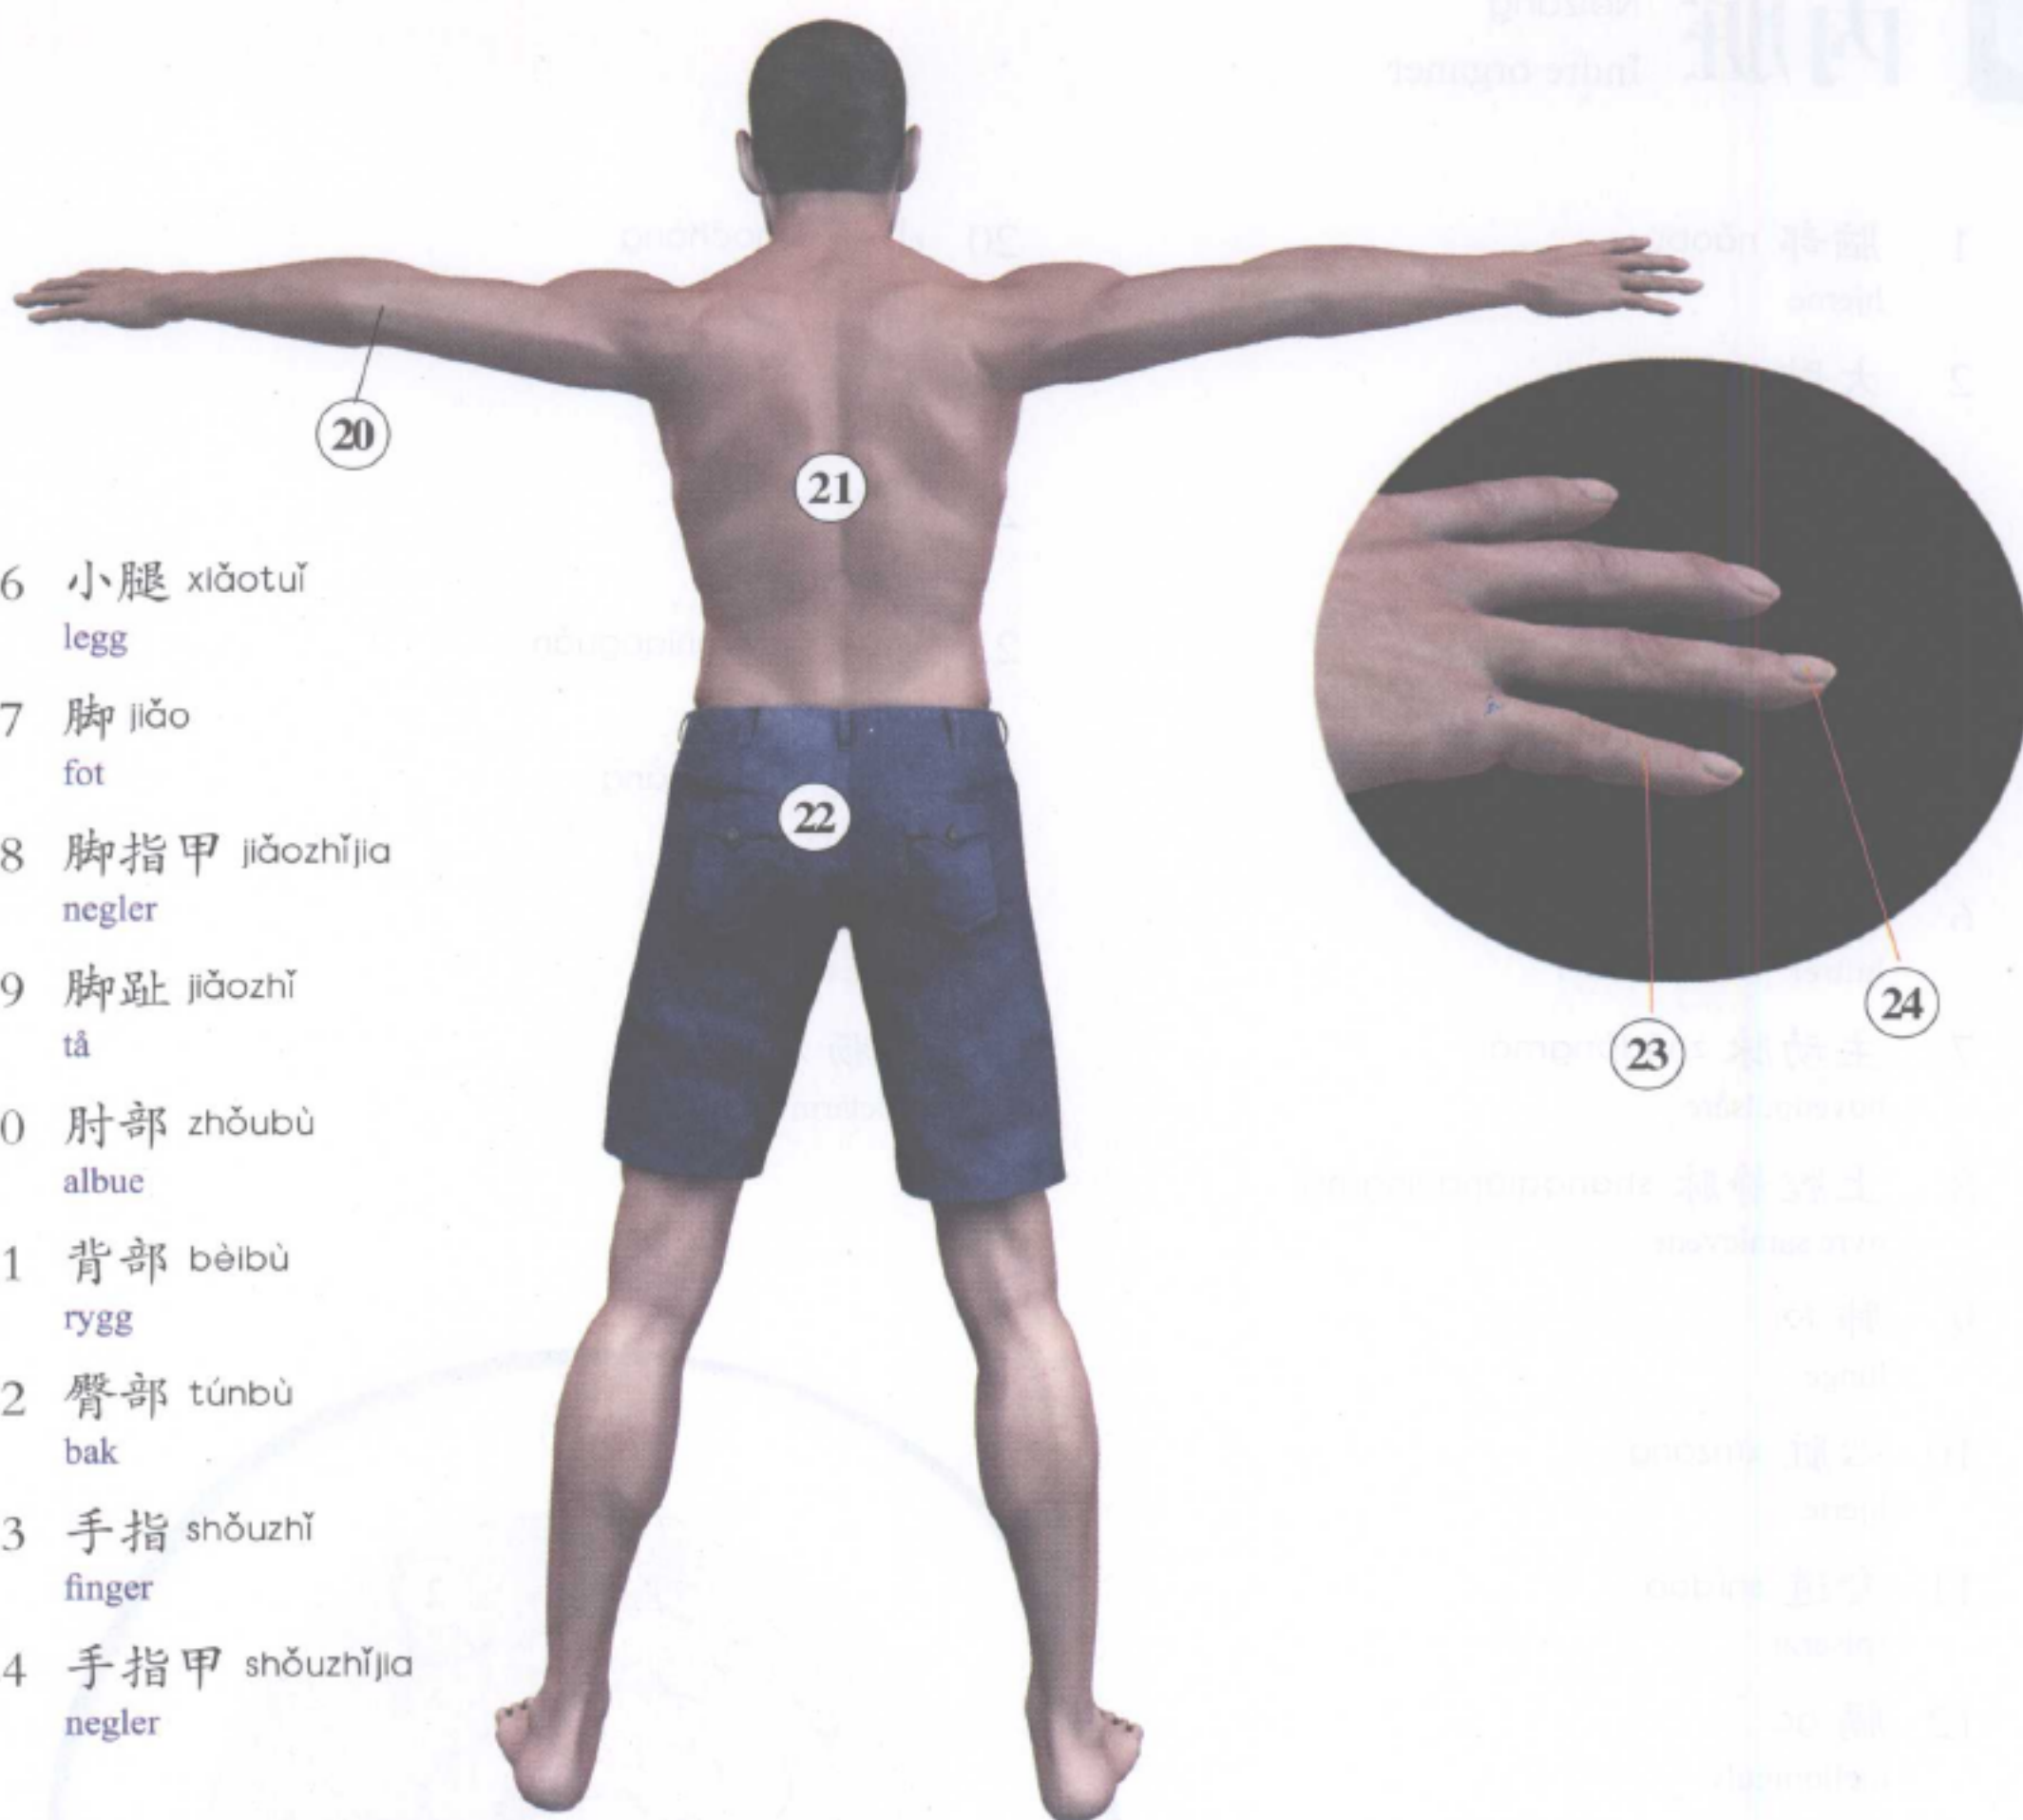 20
21
6 小腿 xiǎotuǐ
legg
7 脚 jiǎo
fot
8 脚指甲 jiǎozhǐjia
negler
9 脚趾 jiǎozhǐ
tå
0 肘部 zhǒubù
albue
1 背部 bèibù
rygg
2 臀部 túnbù
bak
3 手指 shǒuzhǐ
finger
4 手指甲 shǒuzhǐjia
negler
22
23
24